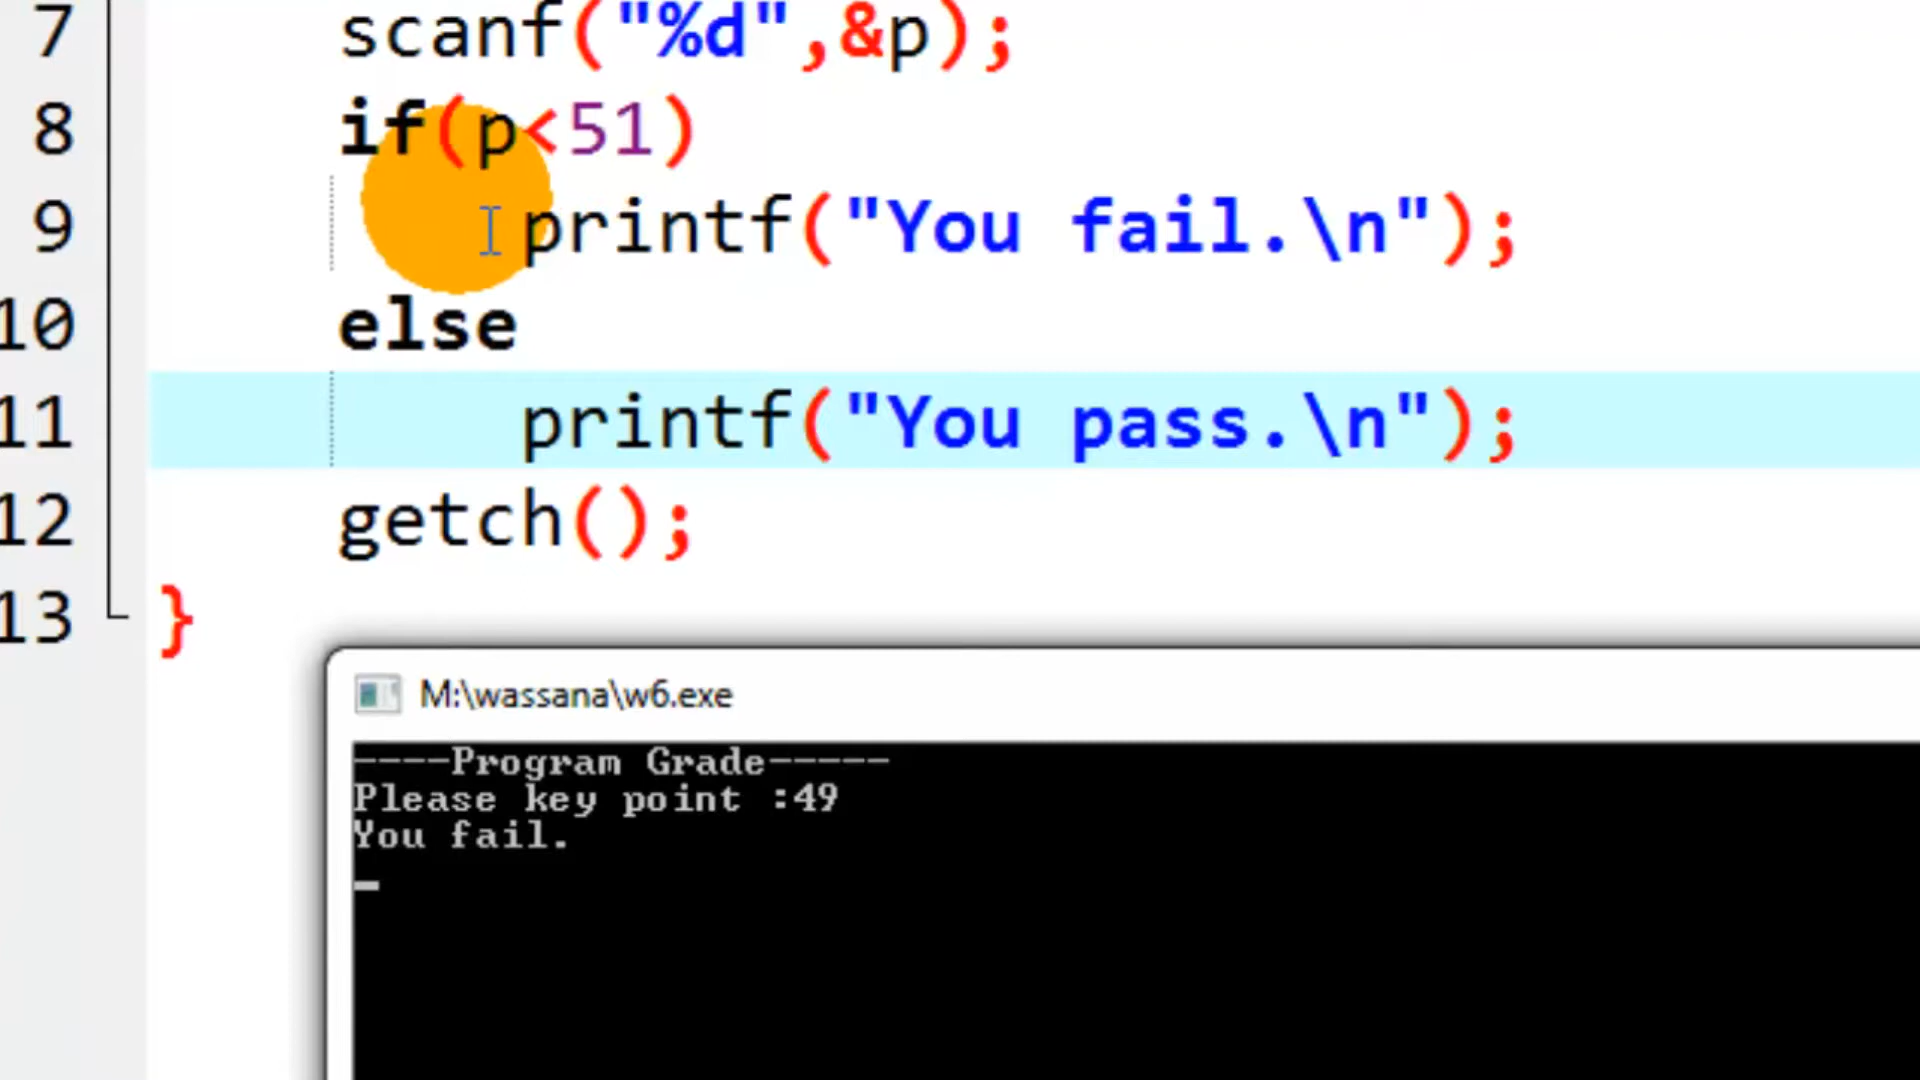 7 scanf("%d",&p);
8 if(p<51)
9 printf("You fail.\n");
10 else
11 printf("You pass.\n");
12 getch();
13 }
M:\wassana\w6.exe
----Program Grade-----
Please key point :49
You fail.